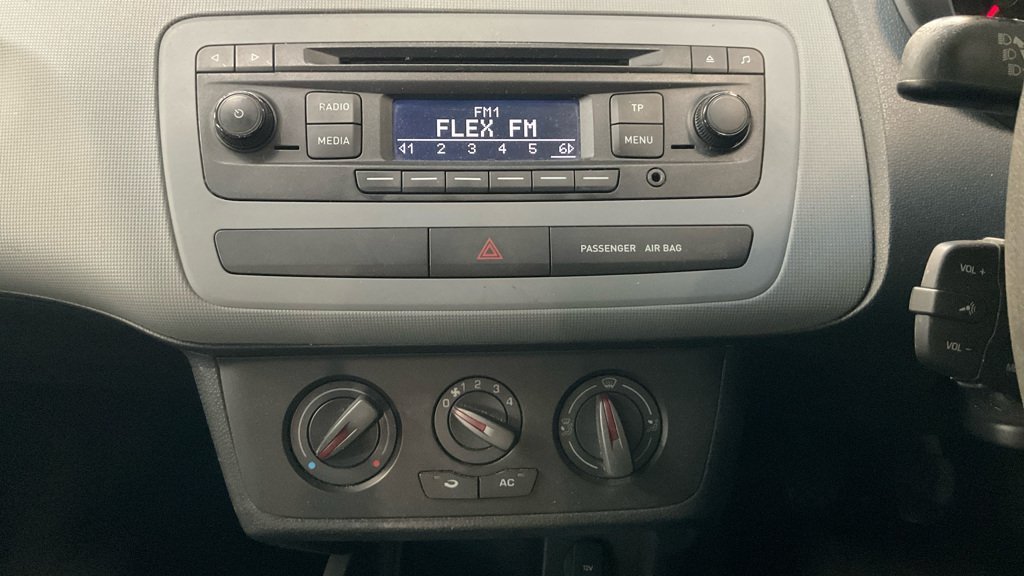 RADIO
MEDIA
FM1
FLEX FM
1 2 3 4 5 6
TP
MENU
PASSENGER AIR BAG
VOL +
VOL -
0 1 2 3 4
AC
12V